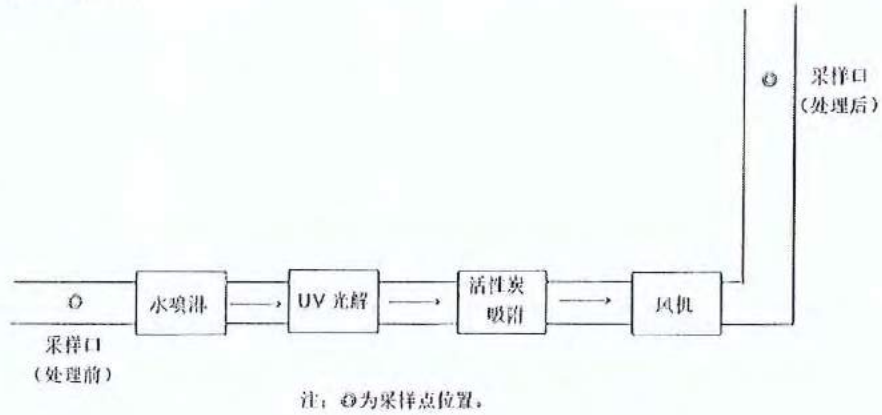 采样口
（处理后）
水喷淋
UV 光解
活性炭
吸附
风机
采样口
（处理前）
注：◎为采样点位置。